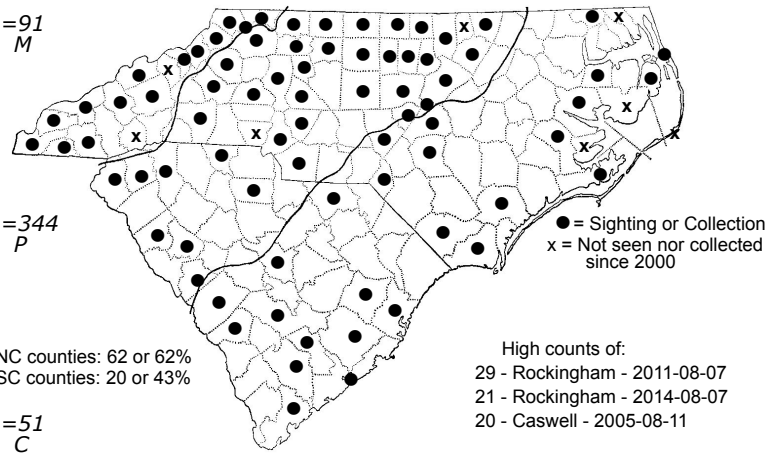 =91
M
=344
P
● = Sighting or Collection
x = Not seen nor collected
since 2000
NC counties: 62 or 62%
SC counties: 20 or 43%
High counts of:
29 - Rockingham - 2011-08-07
21 - Rockingham - 2014-08-07
20 - Caswell - 2005-08-11
=51
C